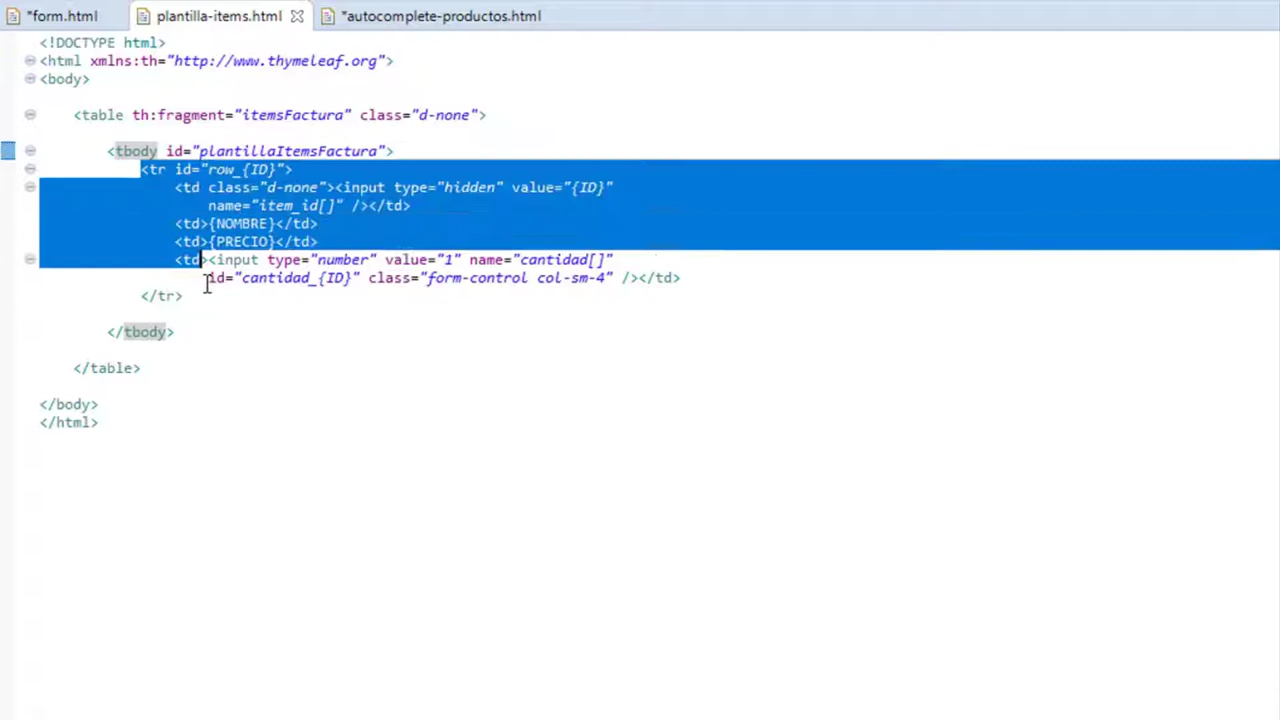 *form.html plantilla-items.html *autocomplete-productos.html
<!DOCTYPE html>
<html xmlns:th="http://www.thymeleaf.org">
<body>
<table th:fragment="itemsFactura" class="d-none">
<tbody id="plantillaItemsFactura">
<tr id="row_{ID}">
<td class="d-none"><input type="hidden" value="{ID}"
name="item_id[]" /></td>
<td>{NOMBRE}</td>
<td>{PRECIO}</td>
<td><input type="number" value="1" name="cantidad[]"
id="cantidad_{ID}" class="form-control col-sm-4" /></td>
</tr>
</tbody>
</table>
</body>
</html>